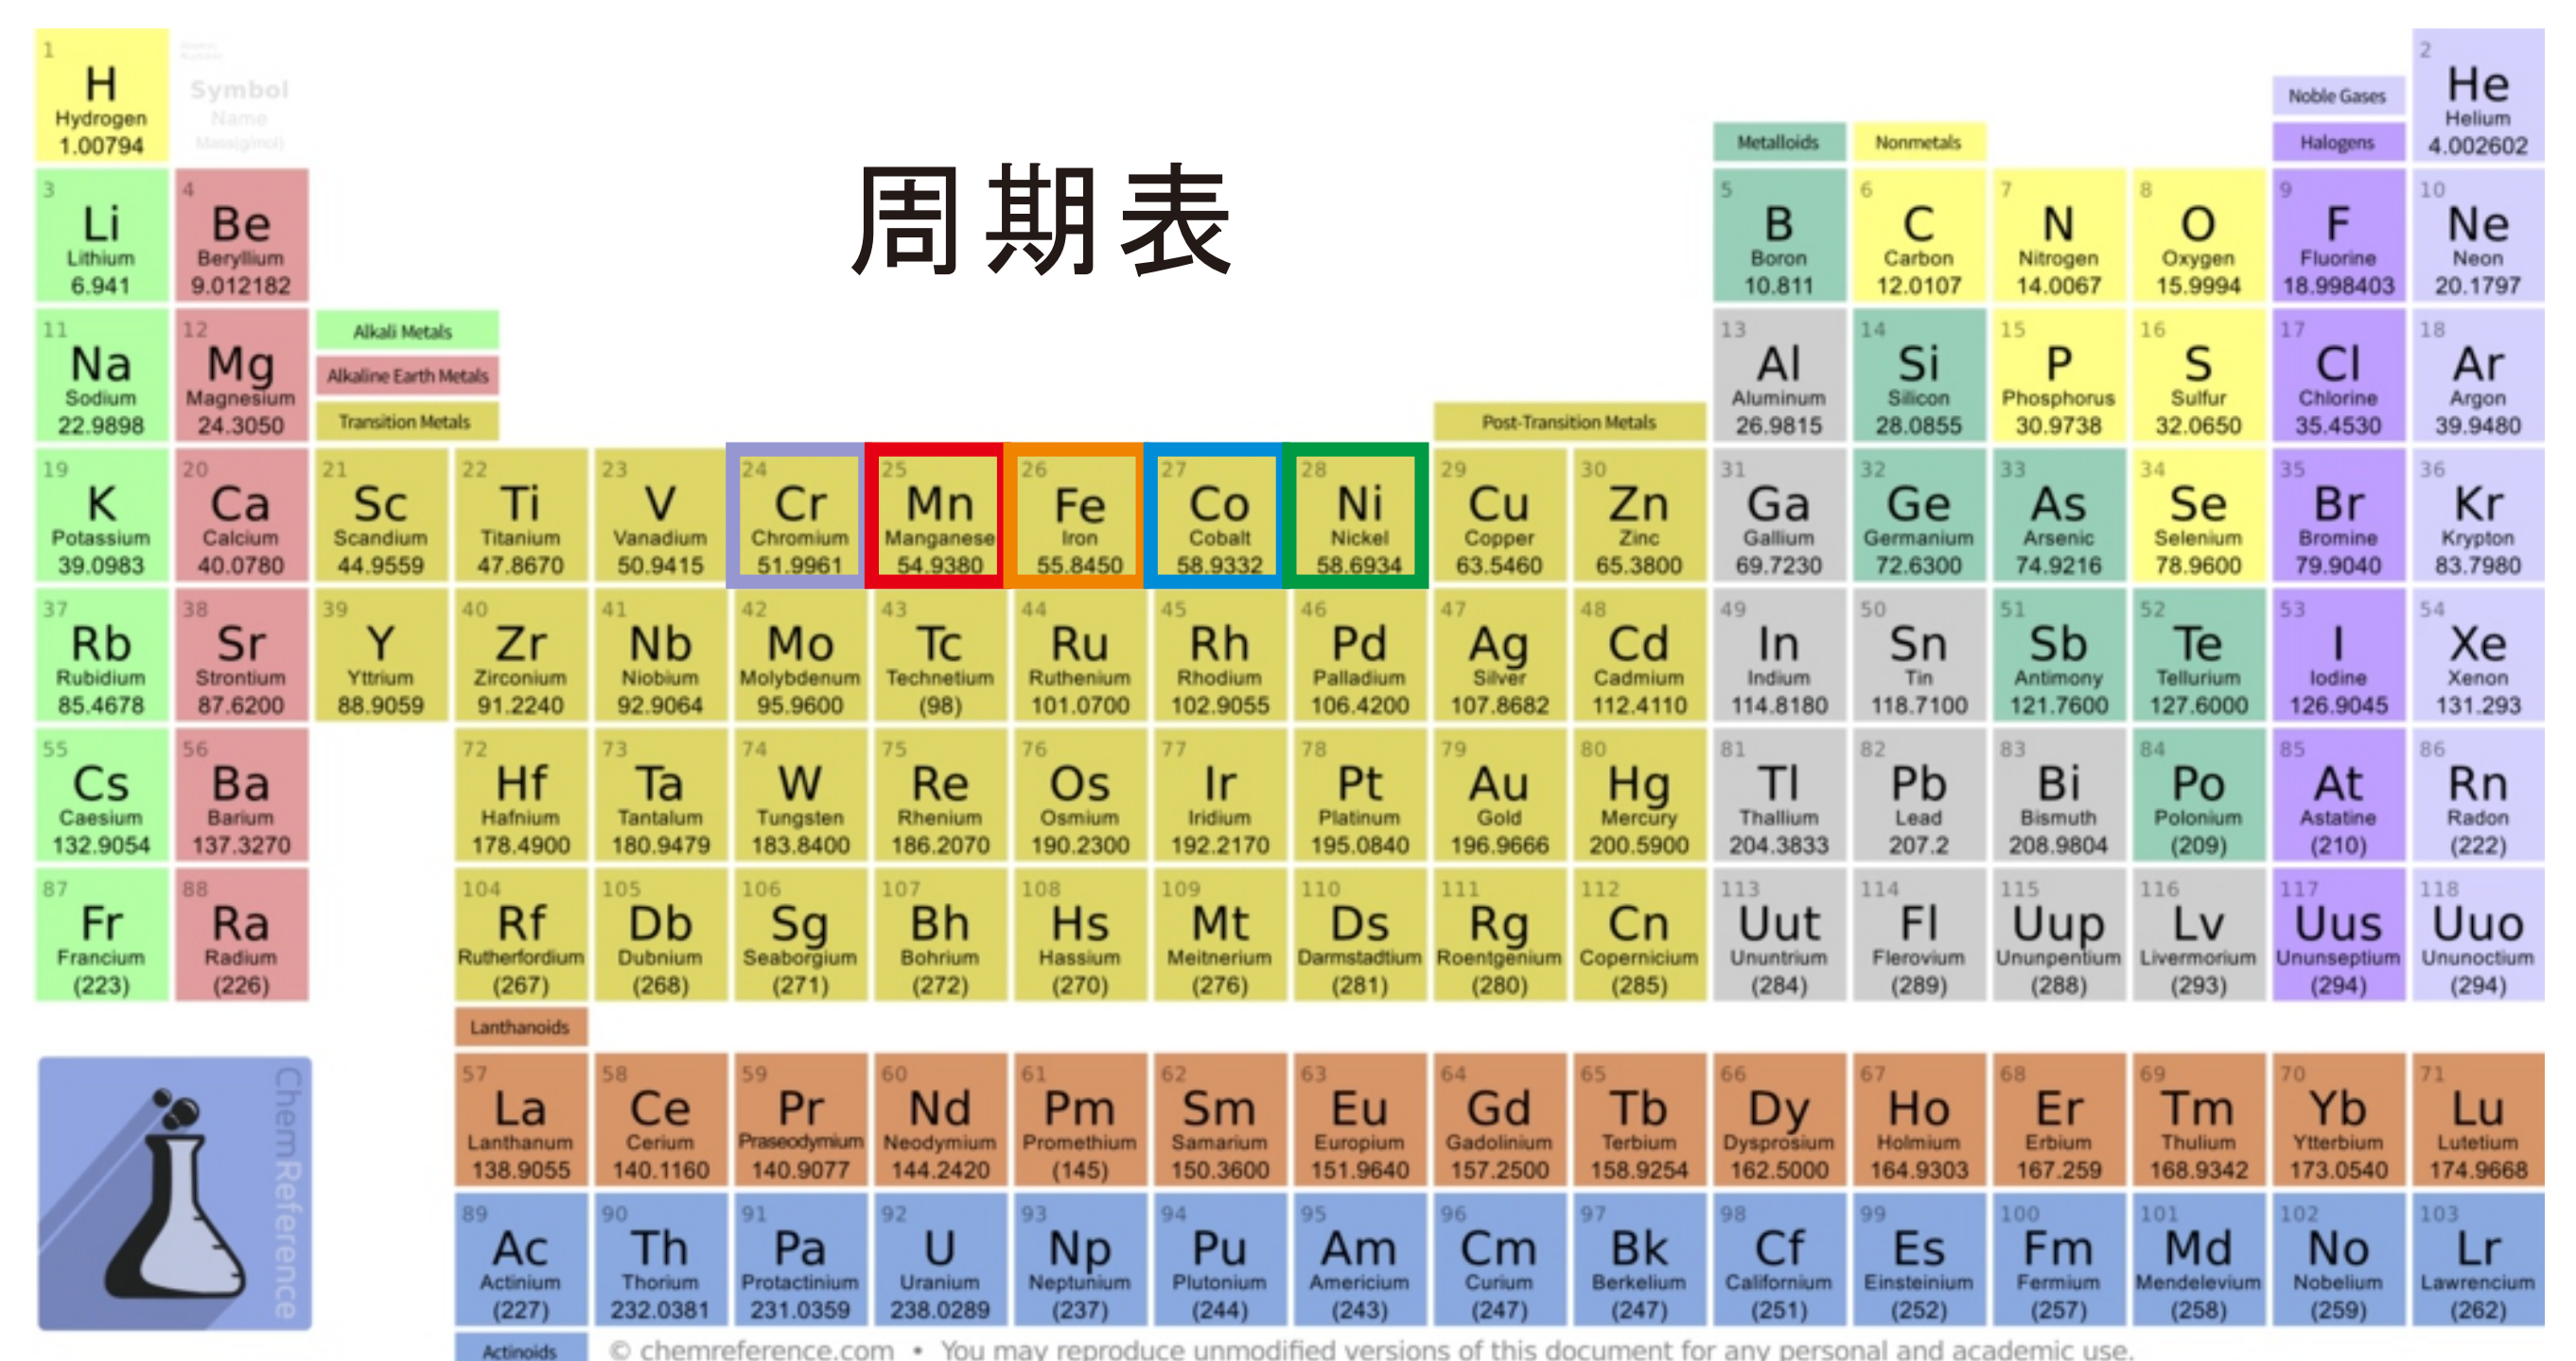 1
H
Hydrogen
1.00794
Symbol
Name
Mass(g/mol)
2
He
Helium
4.002602
Noble Gases
Metalloids
Nonmetals
Halogens
周期表
3
Li
Lithium
6.941
4
Be
Beryllium
9.012182
5
B
Boron
10.811
6
C
Carbon
12.0107
7
N
Nitrogen
14.0067
8
O
Oxygen
15.9994
9
F
Fluorine
18.998403
10
Ne
Neon
20.1797
11
Na
Sodium
22.9898
12
Mg
Magnesium
24.3050
Alkali Metals
Alkaline Earth Metals
Transition Metals
Post-Transition Metals
13
Al
Aluminum
26.9815
14
Si
Silicon
28.0855
15
P
Phosphorus
30.9738
16
S
Sulfur
32.0650
17
Cl
Chlorine
35.4530
18
Ar
Argon
39.9480
19
K
Potassium
39.0983
20
Ca
Calcium
40.0780
21
Sc
Scandium
44.9559
22
Ti
Titanium
47.8670
23
V
Vanadium
50.9415
24
Cr
Chromium
51.9961
25
Mn
Manganese
54.9380
26
Fe
Iron
55.8450
27
Co
Cobalt
58.9332
28
Ni
Nickel
58.6934
29
Cu
Copper
63.5460
30
Zn
Zinc
65.3800
31
Ga
Gallium
69.7230
32
Ge
Germanium
72.6300
33
As
Arsenic
74.9216
34
Se
Selenium
78.9600
35
Br
Bromine
79.9040
36
Kr
Krypton
83.7980
37
Rb
Rubidium
85.4678
38
Sr
Strontium
87.6200
39
Y
Yttrium
88.9059
40
Zr
Zirconium
91.2240
41
Nb
Niobium
92.9064
42
Mo
Molybdenum
95.9600
43
Tc
Technetium
(98)
44
Ru
Ruthenium
101.0700
45
Rh
Rhodium
102.9055
46
Pd
Palladium
106.4200
47
Ag
Silver
107.8682
48
Cd
Cadmium
112.4110
49
In
Indium
114.8180
50
Sn
Tin
118.7100
51
Sb
Antimony
121.7600
52
Te
Tellurium
127.6000
53
I
Iodine
126.9045
54
Xe
Xenon
131.293
55
Cs
Caesium
132.9054
56
Ba
Barium
137.3270
72
Hf
Hafnium
178.4900
73
Ta
Tantalum
180.9479
74
W
Tungsten
183.8400
75
Re
Rhenium
186.2070
76
Os
Osmium
190.2300
77
Ir
Iridium
192.2170
78
Pt
Platinum
195.0840
79
Au
Gold
196.9666
80
Hg
Mercury
200.5900
81
Tl
Thallium
204.3833
82
Pb
Lead
207.2
83
Bi
Bismuth
208.9804
84
Po
Polonium
(209)
85
At
Astatine
(210)
86
Rn
Radon
(222)
87
Fr
Francium
(223)
88
Ra
Radium
(226)
104
Rf
Rutherfordium
(267)
105
Db
Dubnium
(268)
106
Sg
Seaborgium
(271)
107
Bh
Bohrium
(272)
108
Hs
Hassium
(270)
109
Mt
Meitnerium
(276)
110
Ds
Darmstadtium
(281)
111
Rg
Roentgenium
(280)
112
Cn
Copernicium
(285)
113
Uut
Ununtrium
(284)
114
Fl
Flerovium
(289)
115
Uup
Ununpentium
(288)
116
Lv
Livermorium
(293)
117
Uus
Ununseptium
(294)
118
Uuo
Ununoctium
(294)
Lanthanoids
57
La
Lanthanum
138.9055
58
Ce
Cerium
140.1160
59
Pr
Praseodymium
140.9077
60
Nd
Neodymium
144.2420
61
Pm
Promethium
(145)
62
Sm
Samarium
150.3600
63
Eu
Europium
151.9640
64
Gd
Gadolinium
157.2500
65
Tb
Terbium
158.9254
66
Dy
Dysprosium
162.5000
67
Ho
Holmium
164.9303
68
Er
Erbium
167.259
69
Tm
Thulium
168.9342
70
Yb
Ytterbium
173.0540
71
Lu
Lutetium
174.9668
89
Ac
Actinium
(227)
90
Th
Thorium
232.0381
91
Pa
Protactinium
231.0359
92
U
Uranium
238.0289
93
Np
Neptunium
(237)
94
Pu
Plutonium
(244)
95
Am
Americium
(243)
96
Cm
Curium
(247)
97
Bk
Berkelium
(247)
98
Cf
Californium
(251)
99
Es
Einsteinium
(252)
100
Fm
Fermium
(257)
101
Md
Mendelevium
(258)
102
No
Nobelium
(259)
103
Lr
Lawrencium
(262)
Actinoids
ChemReference
© chemreference.com • You may reproduce unmodified versions of this document for any personal and academic use.